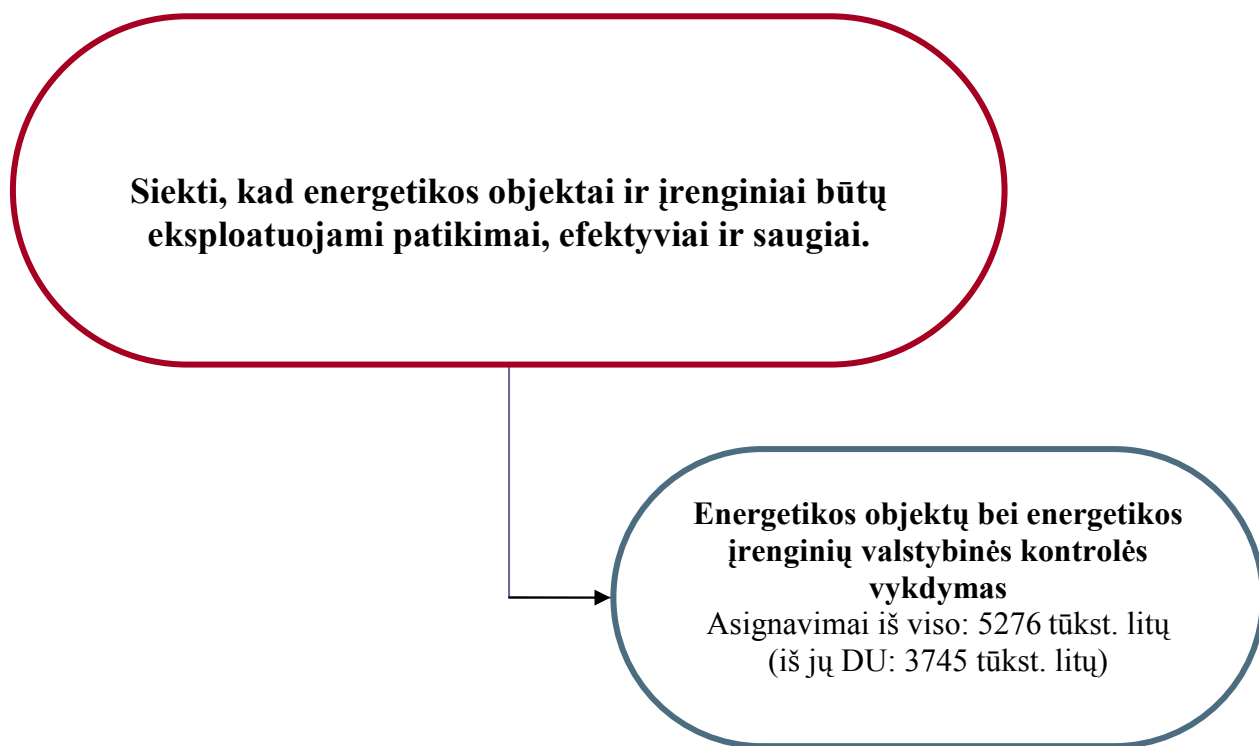 Siekti, kad energetikos objektai ir įrenginiai būtų
eksploatuojami patikimai, efektyviai ir saugiai.
Energetikos objektų bei energetikos
įrenginių valstybinės kontrolės
vykdymas
Asignavimai iš viso: 5276 tūkst. litų
(iš jų DU: 3745 tūkst. litų)